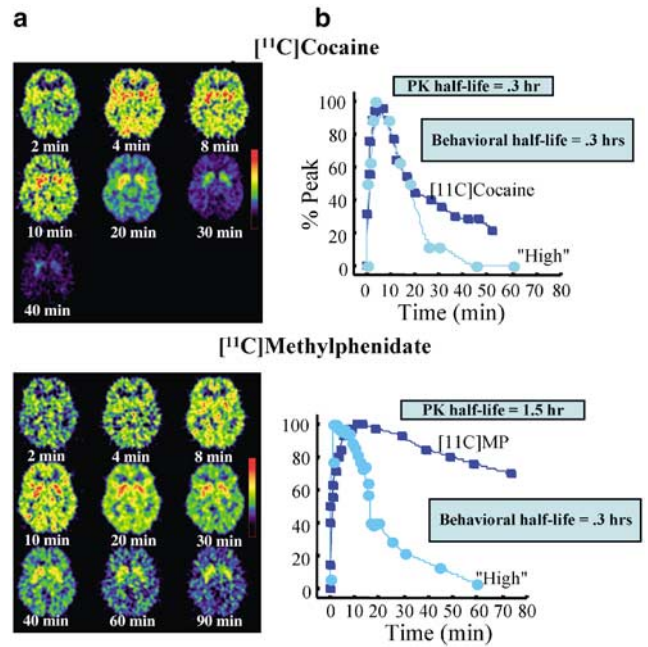 a
b
[¹¹C]Cocaine
2 min 4 min 8 min
10 min 20 min 30 min
40 min
PK half-life = .3 hr
Behavioral half-life = .3 hrs
[11C]Cocaine
"High"
% Peak
100
80
60
40
20
0
0 10 20 30 40 50 60 70 80
Time (min)
[¹¹C]Methylphenidate
2 min 4 min 8 min
10 min 20 min 30 min
40 min 60 min 90 min
PK half-life = 1.5 hr
[11C]MP
Behavioral half-life = .3 hrs
"High"
100
80
60
40
20
0
0 10 20 30 40 50 60 70 80
Time (min)